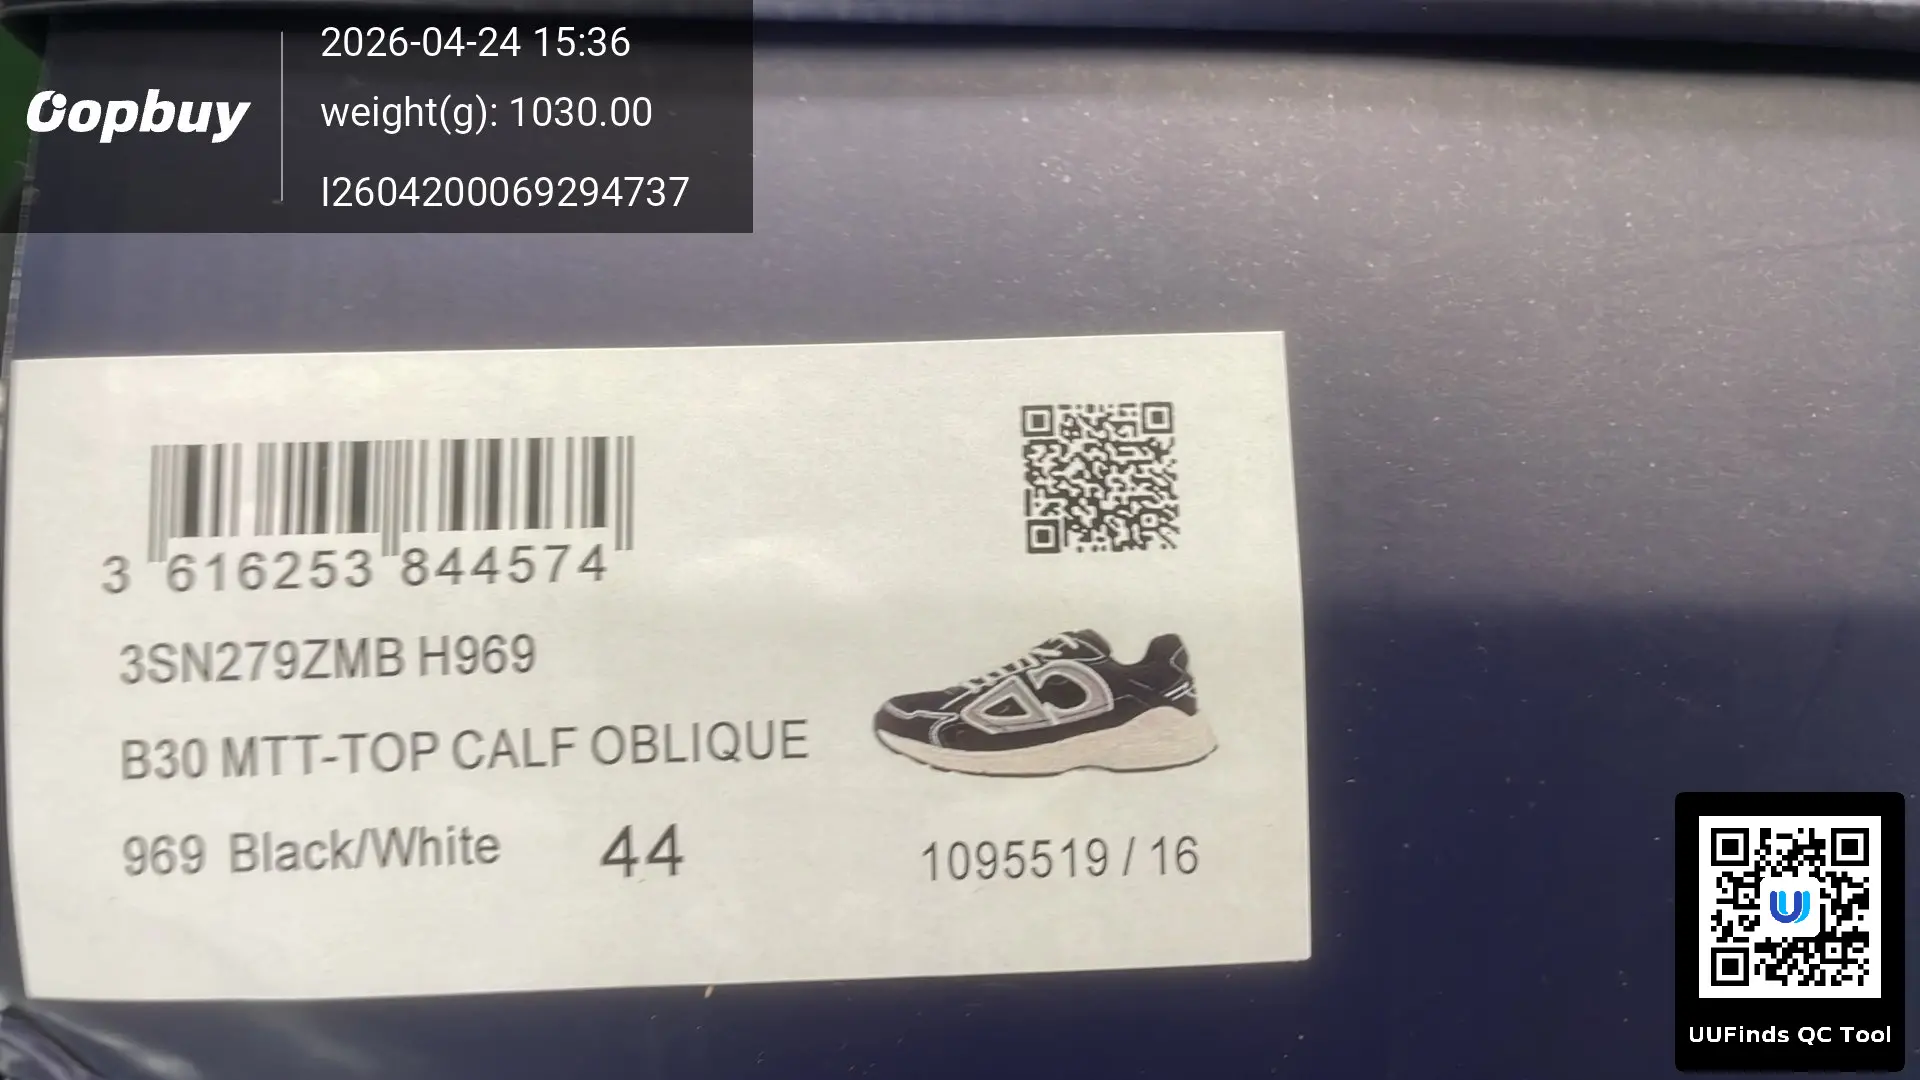 2026-04-24 15:36
oopbuy
weight(g): 1030.00
I2604200069294737
3 616253 844574
3SN279ZMB H969
B30 MTT-TOP CALF OBLIQUE
969 Black/White 44 1095519 / 16
UUFinds QC Tool